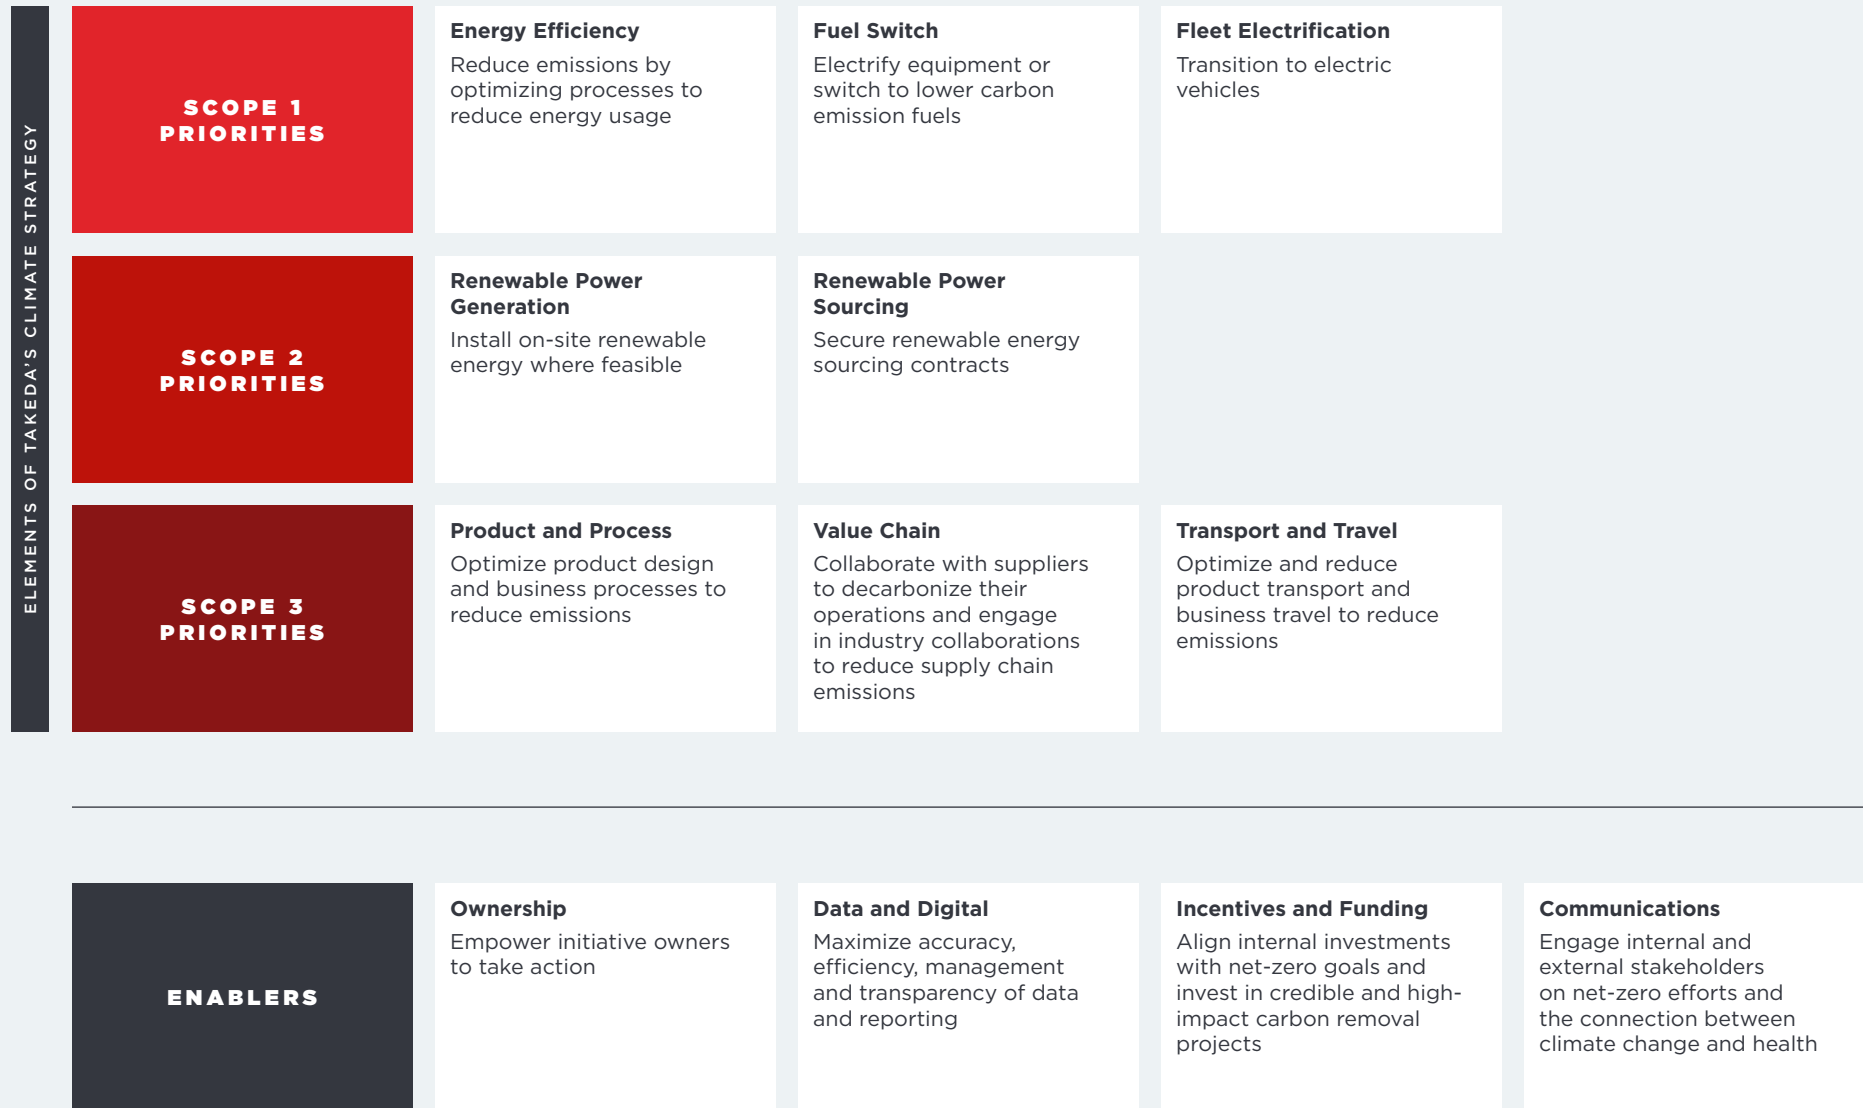 ELEMENTS OF TAKEDA'S CLIMATE STRATEGY
SCOPE 1
PRIORITIES
Energy Efficiency
Reduce emissions by
optimizing processes to
reduce energy usage
Fuel Switch
Electrify equipment or
switch to lower carbon
emission fuels
Fleet Electrification
Transition to electric
vehicles
SCOPE 2
PRIORITIES
Renewable Power
Generation
Install on-site renewable
energy where feasible
Renewable Power
Sourcing
Secure renewable energy
sourcing contracts
SCOPE 3
PRIORITIES
Product and Process
Optimize product design
and business processes to
reduce emissions
Value Chain
Collaborate with suppliers
to decarbonize their
operations and engage
in industry collaborations
to reduce supply chain
emissions
Transport and Travel
Optimize and reduce
product transport and
business travel to reduce
emissions
ENABLERS
Ownership
Empower initiative owners
to take action
Data and Digital
Maximize accuracy,
efficiency, management
and transparency of data
and reporting
Incentives and Funding
Align internal investments
with net-zero goals and
invest in credible and high-
impact carbon removal
projects
Communications
Engage internal and
external stakeholders
on net-zero efforts and
the connection between
climate change and health